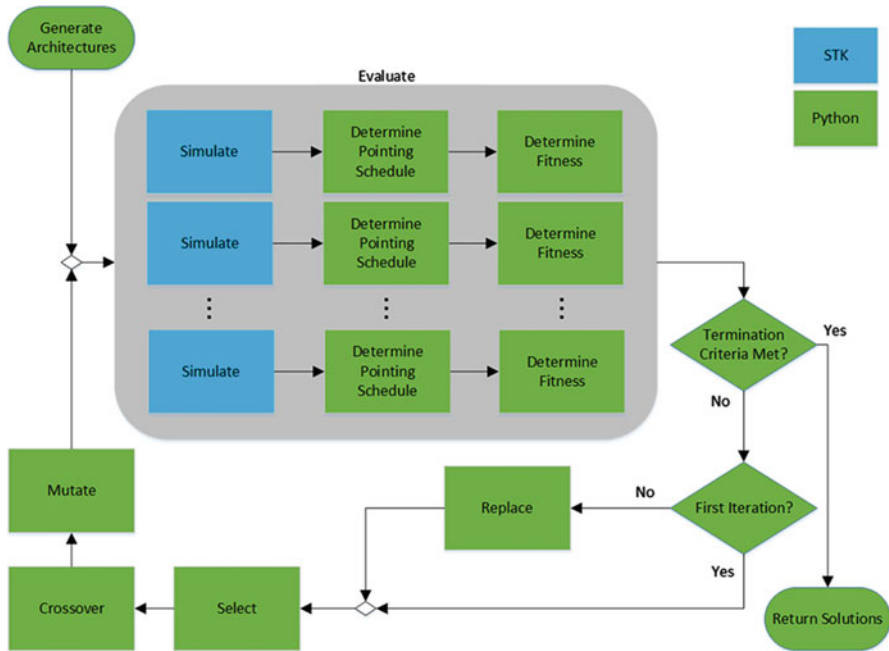 Generate
Architectures
Evaluate
STK
Python
Simulate
Determine
Pointing
Schedule
Determine
Fitness
Simulate
Determine
Pointing
Schedule
Determine
Fitness
Simulate
Determine
Pointing
Schedule
Determine
Fitness
Termination
Criteria Met?
Yes
No
First Iteration?
No
Yes
Replace
Mutate
Crossover
Select
Return Solutions